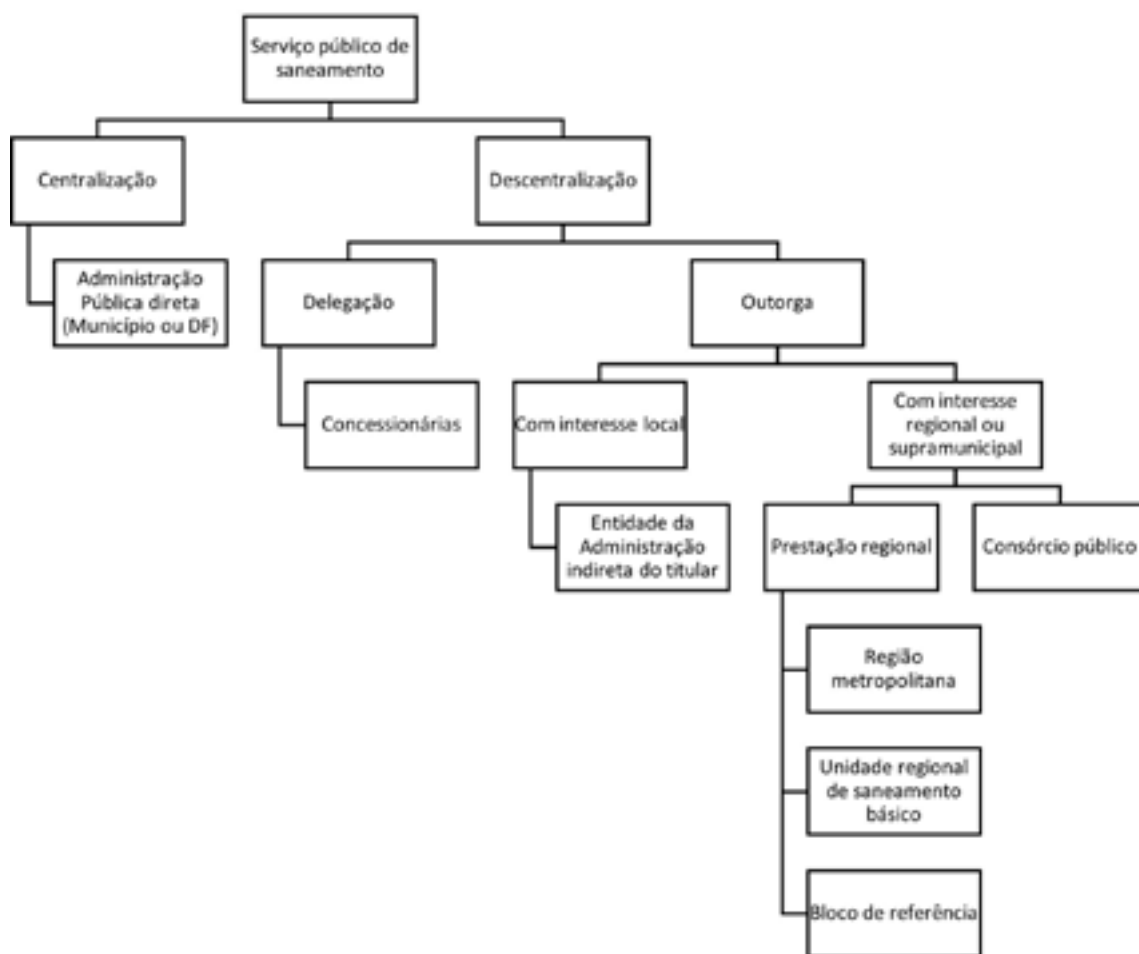 Serviço público de
saneamento
Centralização
Descentralização
Administração
Pública direta
(Município ou DF)
Delegação
Outorga
Concessionárias
Com interesse local
Com interesse
regional ou
supramunicipal
Entidade da
Administração
indireta do titular
Prestação regional
Consórcio público
Região
metropolitana
Unidade regional
de saneamento
básico
Bloco de referência